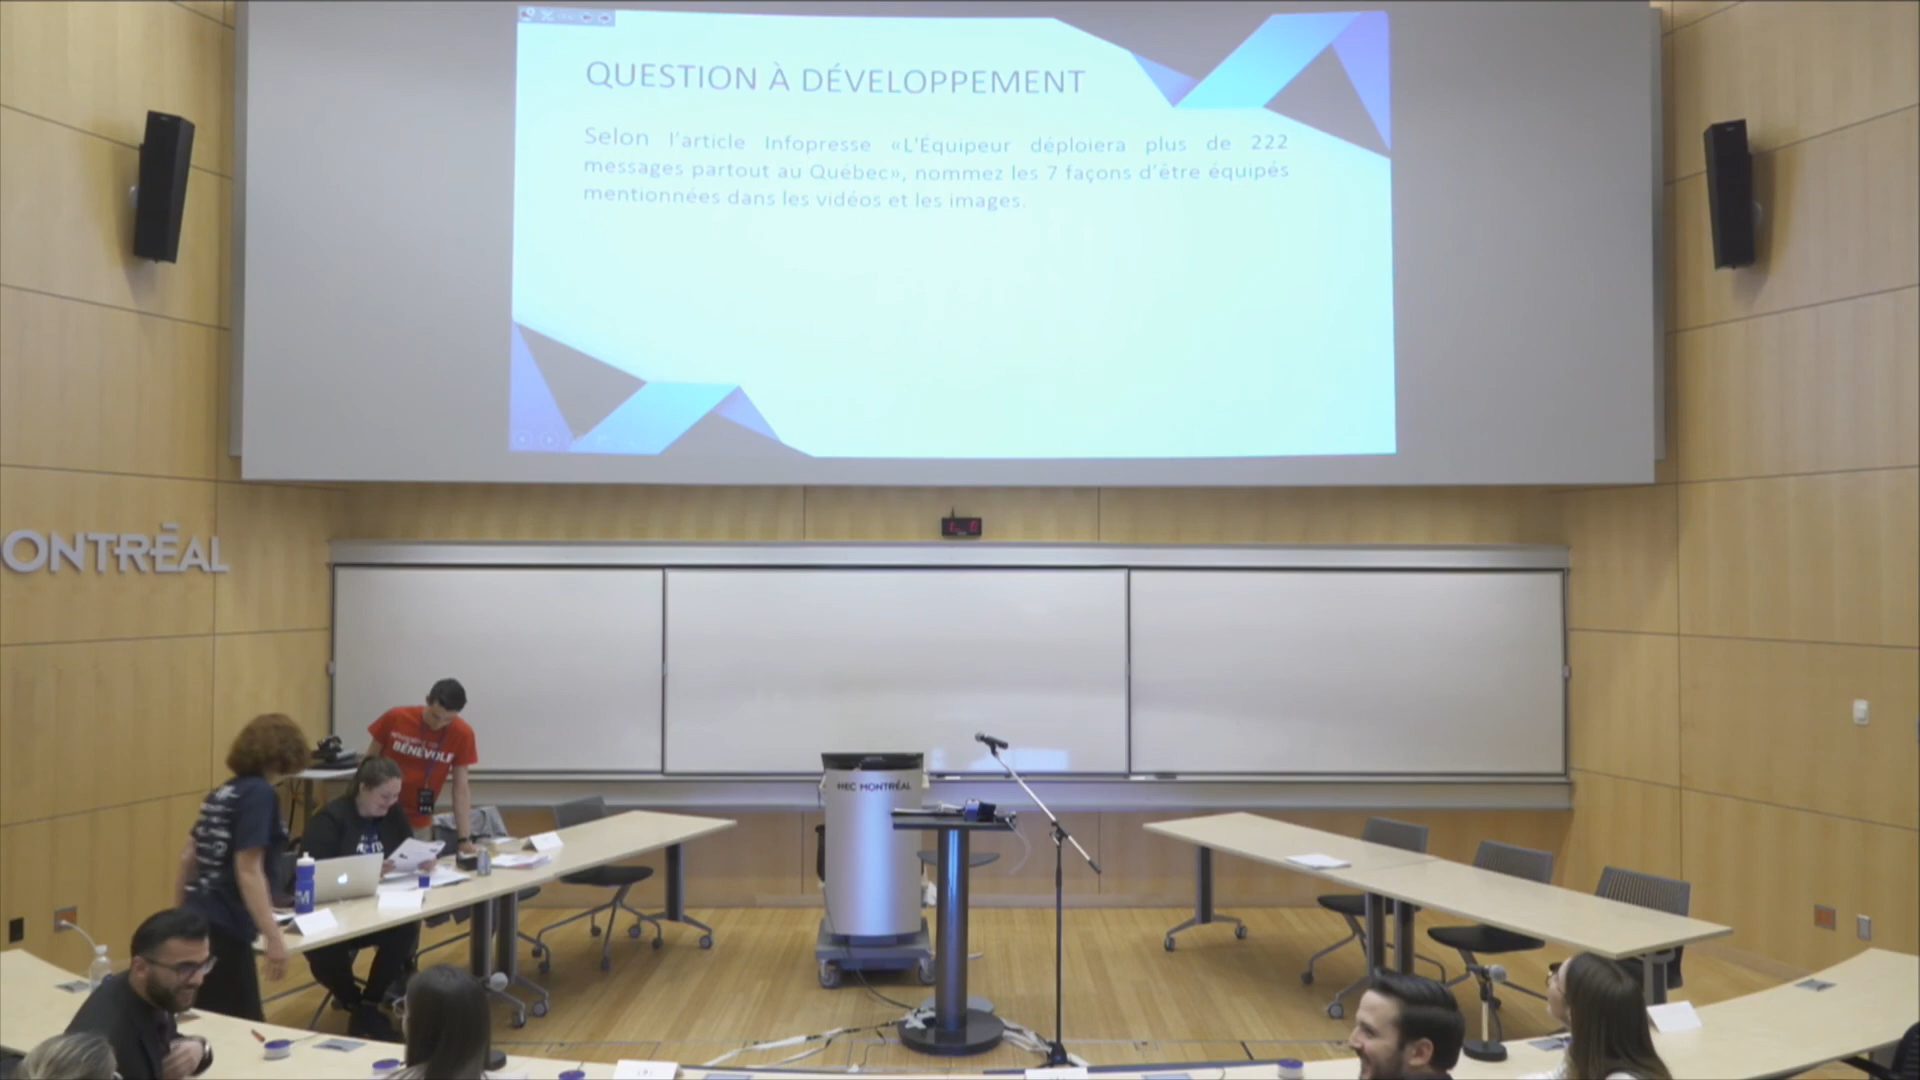 QUESTION À DÉVELOPPEMENT
Selon l'article Infopresse «L'Équipeur déploiera plus de 222
messages partout au Québec», nommez les 7 façons d'être équipés
mentionnées dans les vidéos et les images.
ONTRÉAL
BÉNÉVOLE
HEC MONTRÉAL